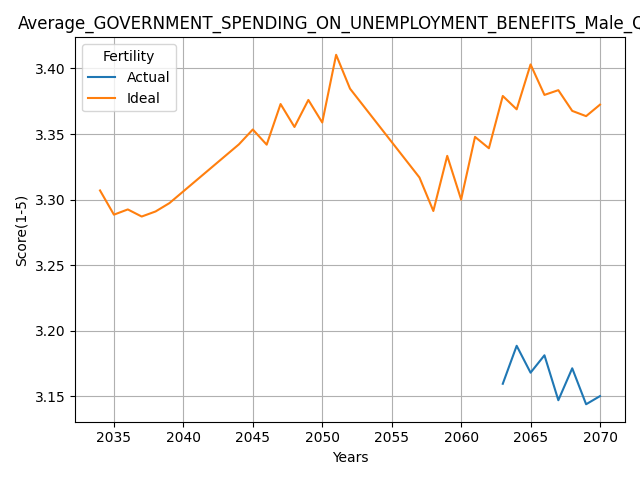 Average_GOVERNMENT_SPENDING_ON_UNEMPLOYMENT_BENEFITS_Male_
Fertility
Actual
Ideal
3.40
3.35
3.30
3.25
3.20
3.15
Score(1-5)
2035 2040 2045 2050 2055 2060 2065 2070
Years